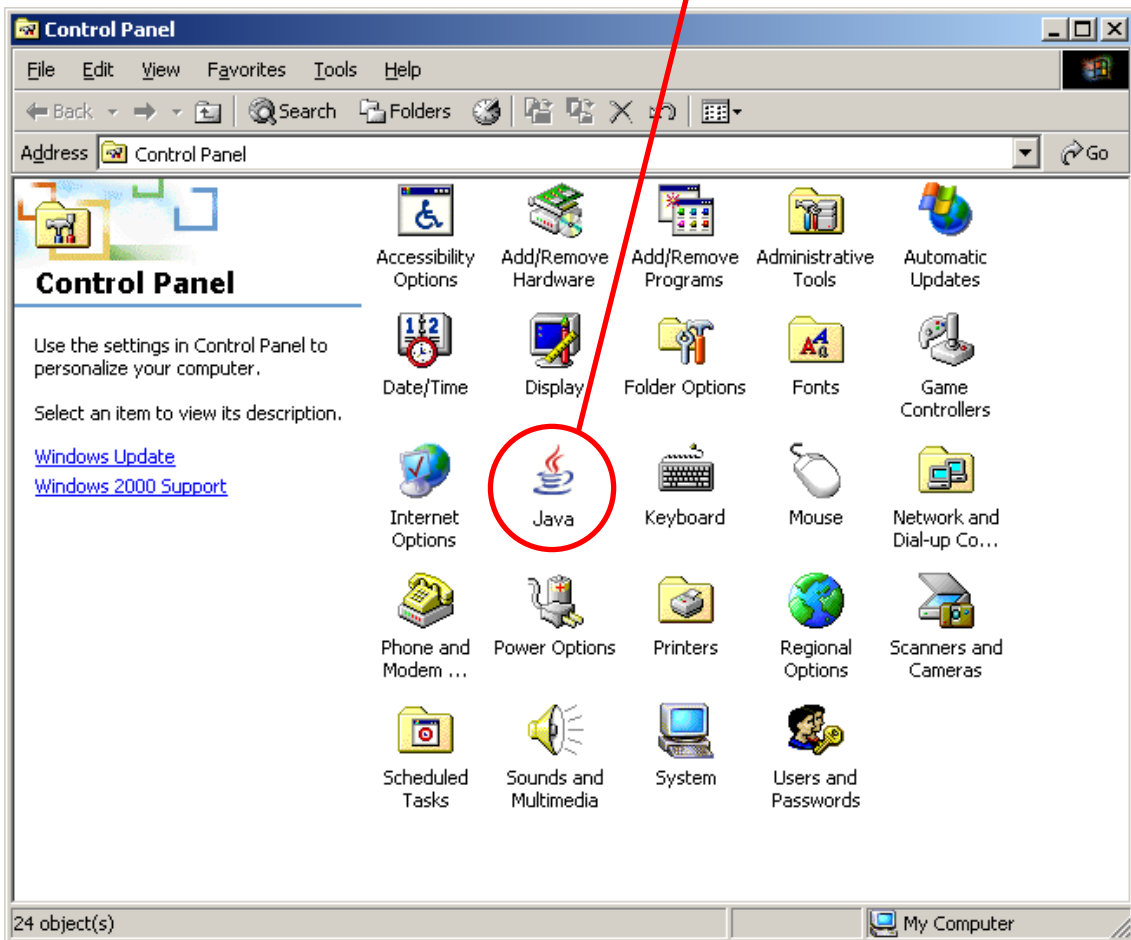 Control Panel
File Edit View Favorites Tools Help
Back Search Folders
Address Control Panel Go
Control Panel
Use the settings in Control Panel to
personalize your computer.
Select an item to view its description.
Windows Update
Windows 2000 Support
Accessibility
Options
Add/Remove
Hardware
Add/Remove
Programs
Administrative
Tools
Automatic
Updates
Date/Time
Display
Folder Options
Fonts
Game
Controllers
Internet
Options
Java
Keyboard
Mouse
Network and
Dial-up Co...
Phone and
Modem ...
Power Options
Printers
Regional
Options
Scanners and
Cameras
Scheduled
Tasks
Sounds and
Multimedia
System
Users and
Passwords
24 object(s) My Computer